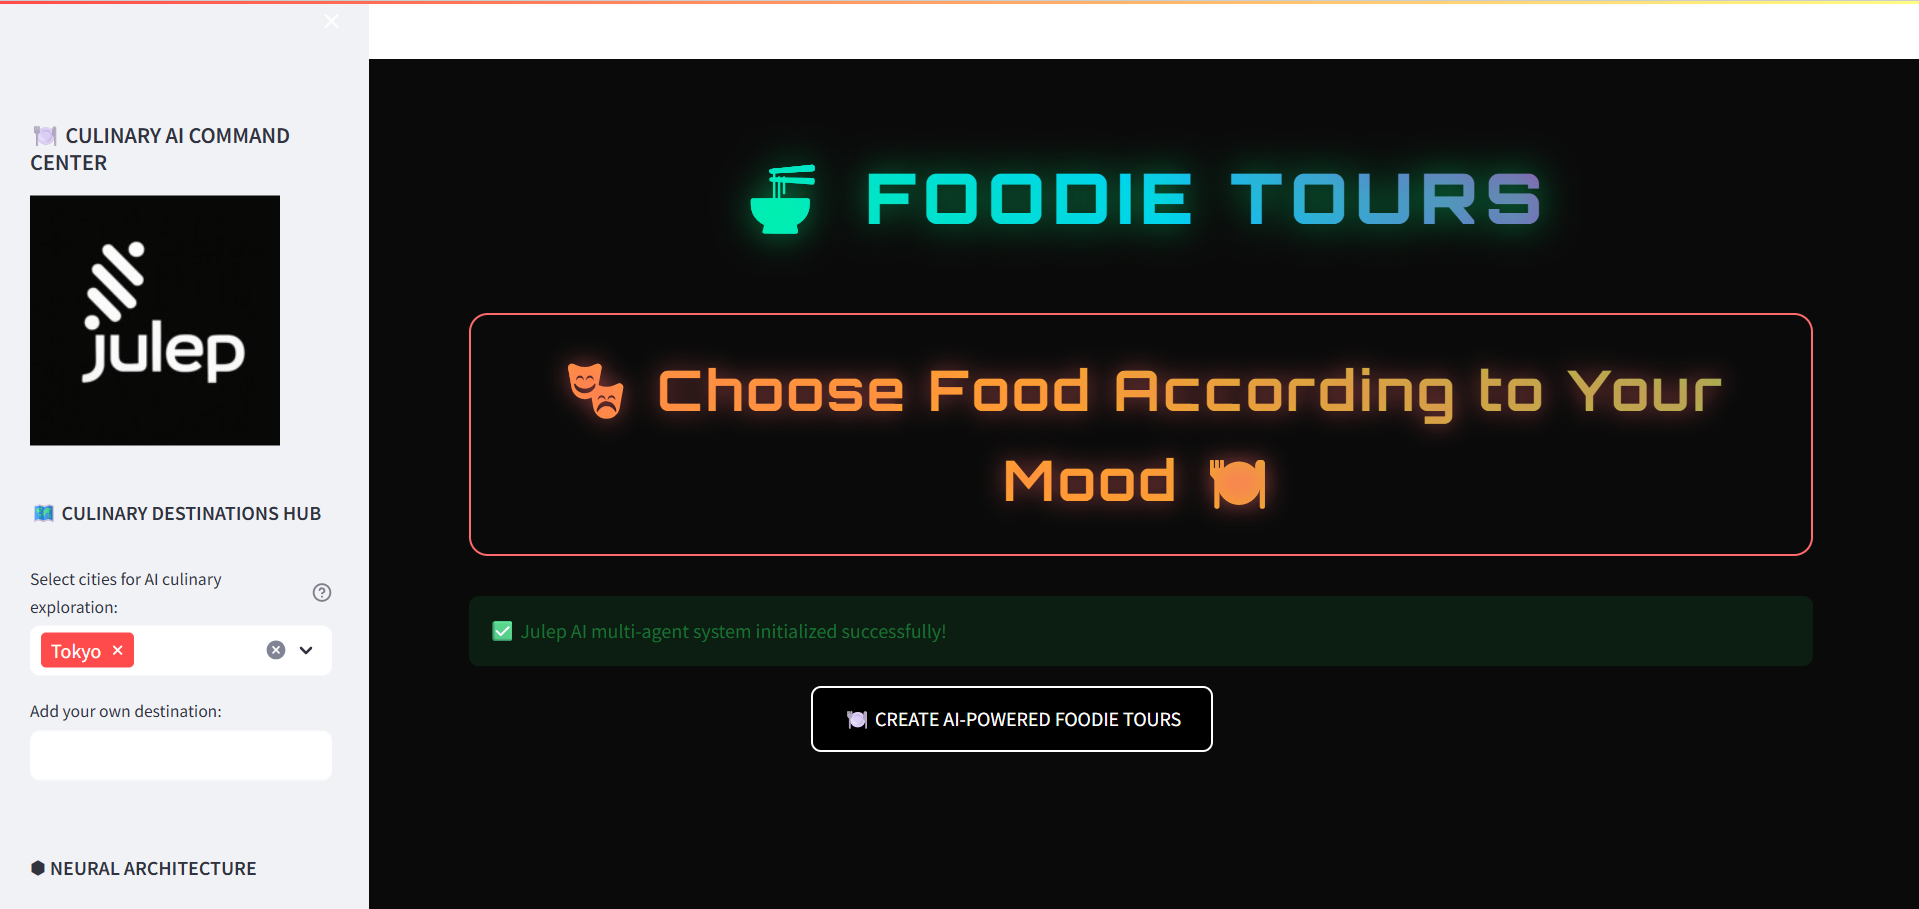 🍽️ CULINARY AI COMMAND
CENTER
julep
🗺️ CULINARY DESTINATIONS HUB
Select cities for AI culinary
exploration:
Tokyo
Add your own destination:
⬢ NEURAL ARCHITECTURE
🍜 FOODIE TOURS
🎭 Choose Food According to Your
Mood 🍽️
✅ Julep AI multi-agent system initialized successfully!
🍽️ CREATE AI-POWERED FOODIE TOURS